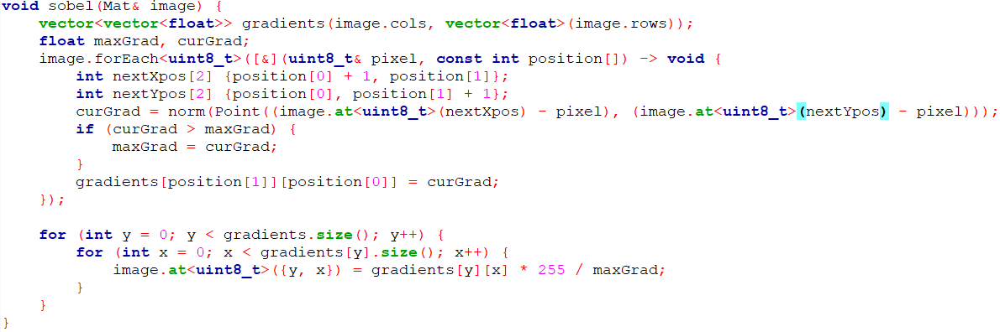 void sobel(Mat& image) {
    vector<vector<float>> gradients(image.cols, vector<float>(image.rows));
    float maxGrad, curGrad;
    image.forEach<uint8_t>([&](uint8_t& pixel, const int position[]) -> void {
        int nextXpos[2] {position[0] + 1, position[1]};
        int nextYpos[2] {position[0], position[1] + 1};
        curGrad = norm(Point((image.at<uint8_t>(nextXpos) - pixel), (image.at<uint8_t>(nextYpos) - pixel)));
        if (curGrad > maxGrad) {
            maxGrad = curGrad;
        }
        gradients[position[1]][position[0]] = curGrad;
    });

    for (int y = 0; y < gradients.size(); y++) {
        for (int x = 0; x < gradients[y].size(); x++) {
            image.at<uint8_t>({y, x}) = gradients[y][x] * 255 / maxGrad;
        }
    }
}